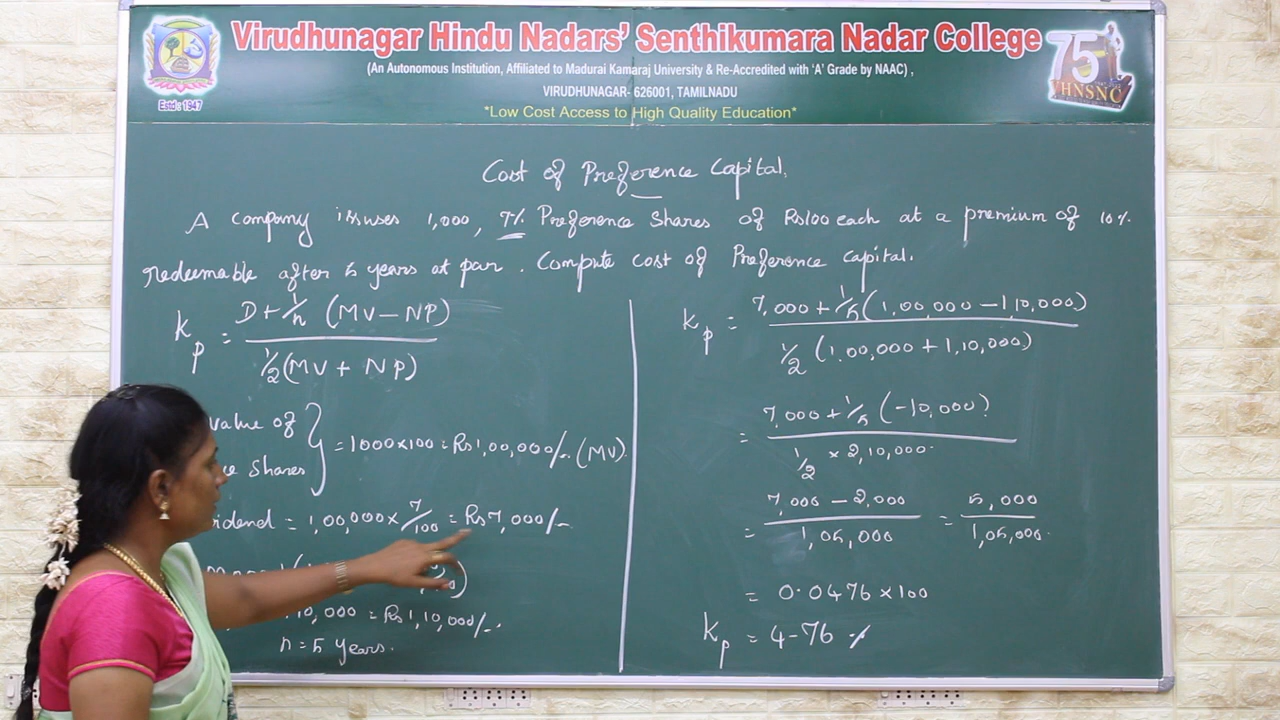 Virudhunagar Hindu Nadars' Senthikumara Nadar College
(An Autonomous Institution, Affiliated to Madurai Kamaraj University & Re-Accredited with 'A' Grade by NAAC) ,
VIRUDHUNAGAR- 626001, TAMILNADU
*Low Cost Access to High Quality Education*
Estd : 1947
75
VHNSNC
Cost of Preference Capital.
A company issues 1,000, 7% Preference Shares of Rs100 each at a premium of 10%.
redeemable after 5 years at par. Compute cost of Preference capital.
Kp = D + 1/n (MV - NP)
1/2 (MV + NP)
value of
Shares } = 1000 × 100 = Rs 1,00,000/-. (MV)
idend = 1,00,000 × 7/100 = Rs 7,000/-
10,000 = Rs 1,10,000/-.
n = 5 years.
Kp = 7,000 + 1/5 (1,00,000 - 1,10,000)
1/2 (1,00,000 + 1,10,000)
= 7,000 + 1/5 (-10,000)
1/2 × 2,10,000
= 7,000 - 2,000 = 5,000
1,05,000 1,05,000
= 0.0476 × 100
Kp = 4-76 %